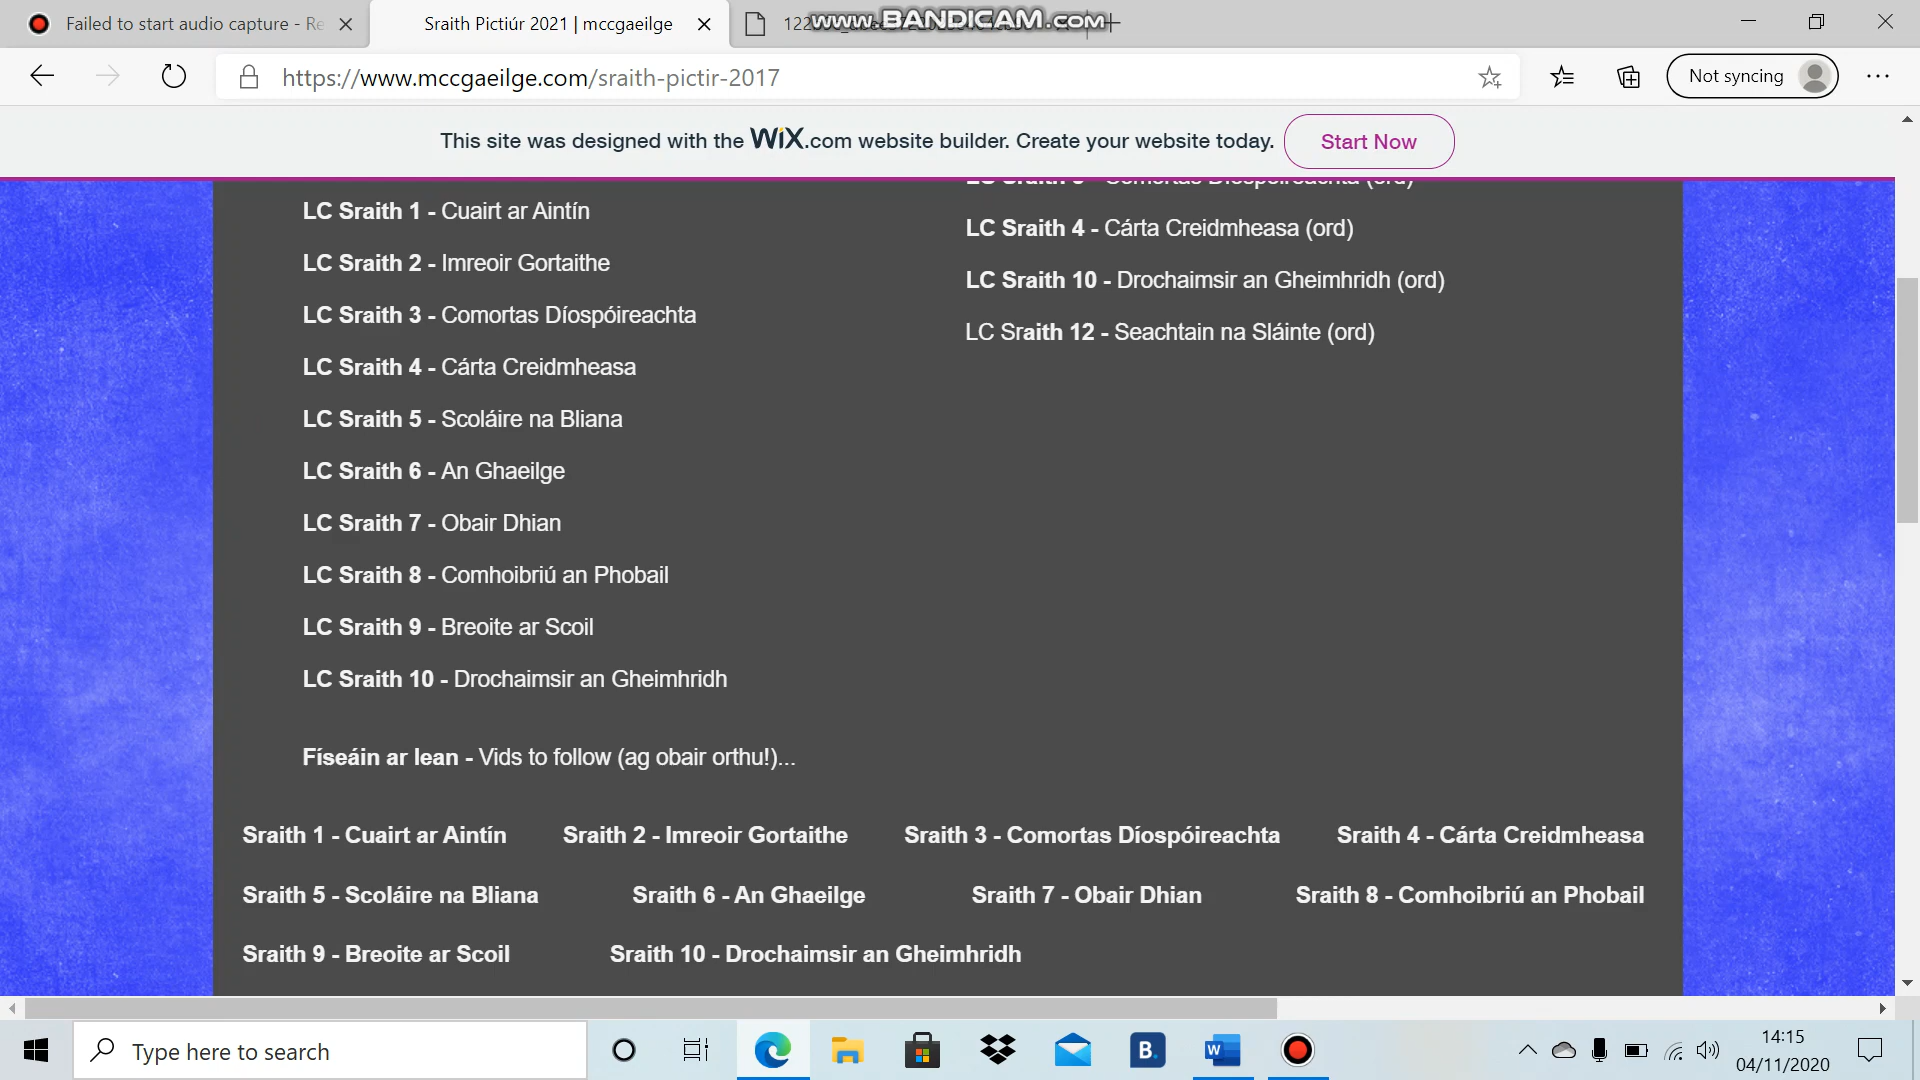 Failed to start audio capture - Re
Sraith Pictiúr 2021 | mccgaeilge
www.BANDICAM.com
https://www.mccgaeilge.com/sraith-pictir-2017
Not syncing
This site was designed with the WiX.com website builder. Create your website today.
Start Now
LC Sraith 1 - Cuairt ar Aintín
LC Sraith 2 - Imreoir Gortaithe
LC Sraith 3 - Comortas Díospóireachta
LC Sraith 4 - Cárta Creidmheasa
LC Sraith 5 - Scoláire na Bliana
LC Sraith 6 - An Ghaeilge
LC Sraith 7 - Obair Dhian
LC Sraith 8 - Comhoibriú an Phobail
LC Sraith 9 - Breoite ar Scoil
LC Sraith 10 - Drochaimsir an Gheimhridh
LC Sraith 4 - Cárta Creidmheasa (ord)
LC Sraith 10 - Drochaimsir an Gheimhridh (ord)
LC Sraith 12 - Seachtain na Sláinte (ord)
Físeáin ar lean - Vids to follow (ag obair orthu!)...
Sraith 1 - Cuairt ar Aintín Sraith 2 - Imreoir Gortaithe Sraith 3 - Comortas Díospóireachta Sraith 4 - Cárta Creidmheasa
Sraith 5 - Scoláire na Bliana Sraith 6 - An Ghaeilge Sraith 7 - Obair Dhian Sraith 8 - Comhoibriú an Phobail
Sraith 9 - Breoite ar Scoil Sraith 10 - Drochaimsir an Gheimhridh
Type here to search
B.
W
14:15
04/11/2020